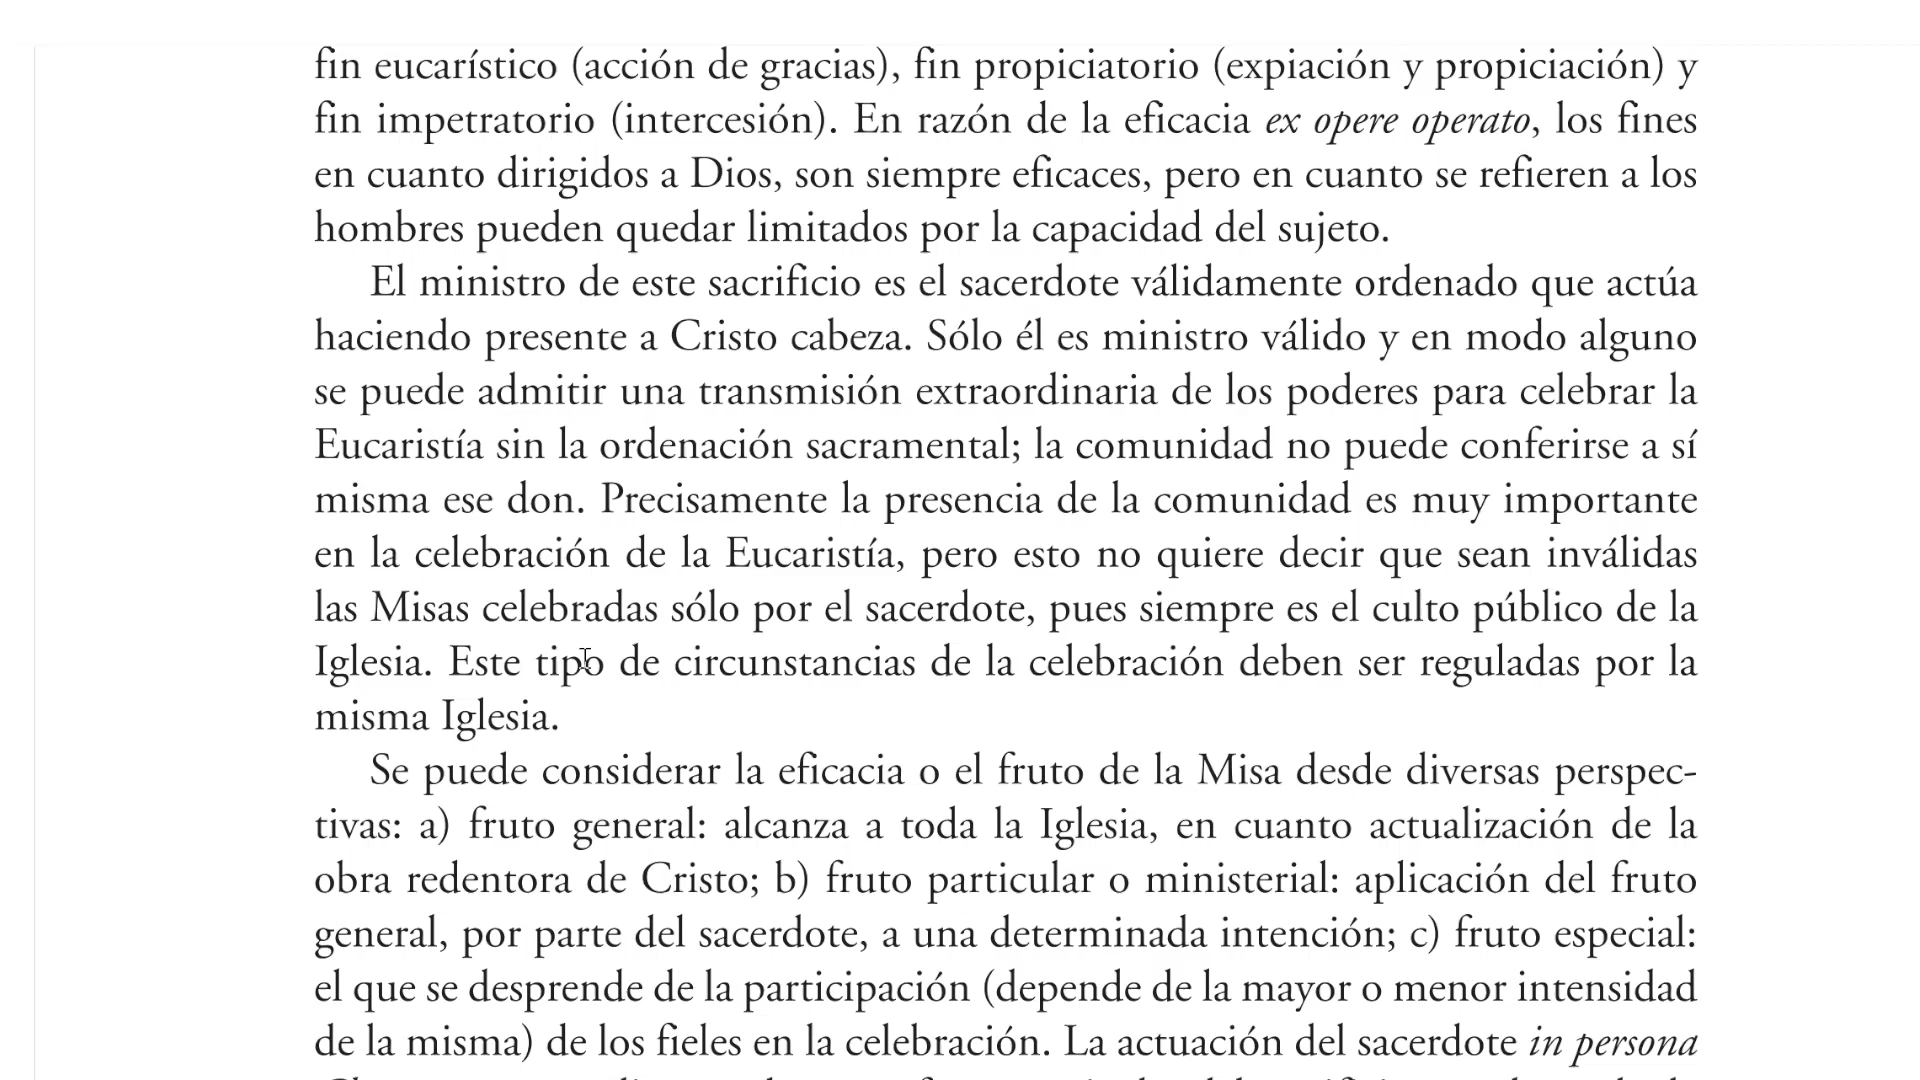 fin eucarístico (acción de gracias), fin propiciatorio (expiación y propiciación) y
fin impetratorio (intercesión). En razón de la eficacia ex opere operato, los fines
en cuanto dirigidos a Dios, son siempre eficaces, pero en cuanto se refieren a los
hombres pueden quedar limitados por la capacidad del sujeto.
El ministro de este sacrificio es el sacerdote válidamente ordenado que actúa
haciendo presente a Cristo cabeza. Sólo él es ministro válido y en modo alguno
se puede admitir una transmisión extraordinaria de los poderes para celebrar la
Eucaristía sin la ordenación sacramental; la comunidad no puede conferirse a sí
misma ese don. Precisamente la presencia de la comunidad es muy importante
en la celebración de la Eucaristía, pero esto no quiere decir que sean inválidas
las Misas celebradas sólo por el sacerdote, pues siempre es el culto público de la
Iglesia. Este tipo de circunstancias de la celebración deben ser reguladas por la
misma Iglesia.
Se puede considerar la eficacia o el fruto de la Misa desde diversas perspec-
tivas: a) fruto general: alcanza a toda la Iglesia, en cuanto actualización de la
obra redentora de Cristo; b) fruto particular o ministerial: aplicación del fruto
general, por parte del sacerdote, a una determinada intención; c) fruto especial:
el que se desprende de la participación (depende de la mayor o menor intensidad
de la misma) de los fieles en la celebración. La actuación del sacerdote in persona